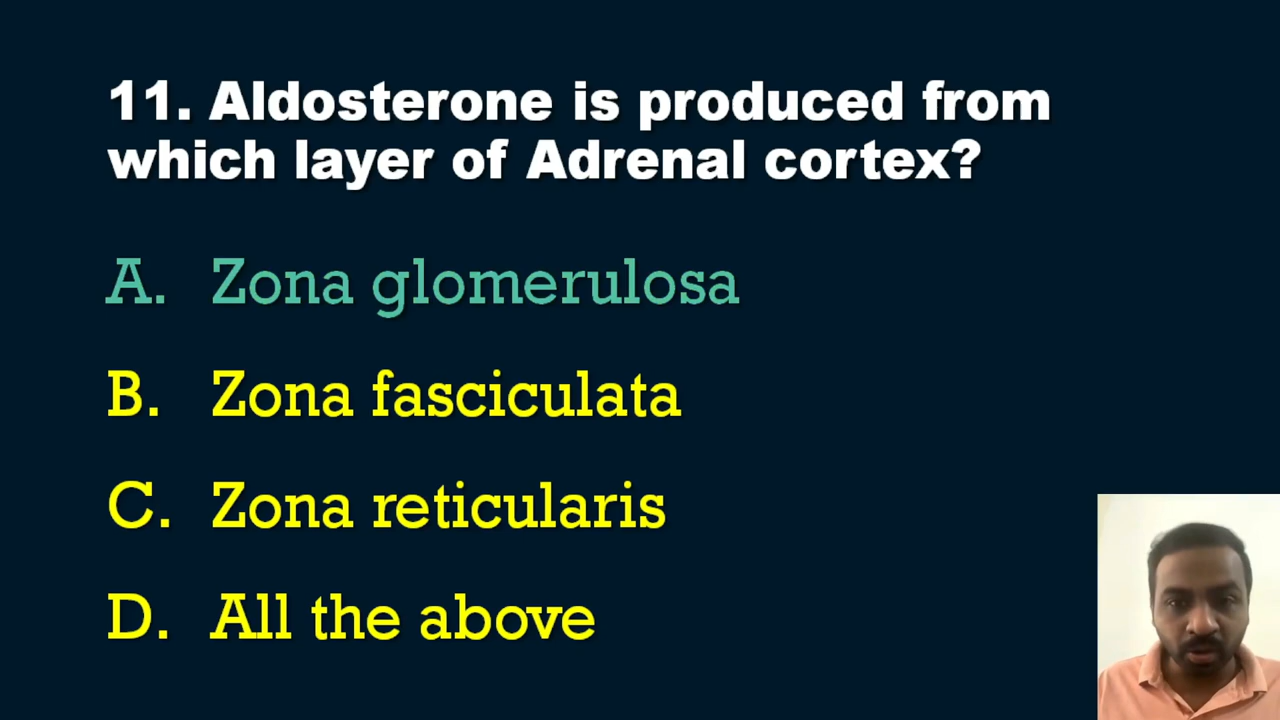 11. Aldosterone is produced from
which layer of Adrenal cortex?
A. Zona glomerulosa
B. Zona fasciculata
C. Zona reticularis
D. All the above